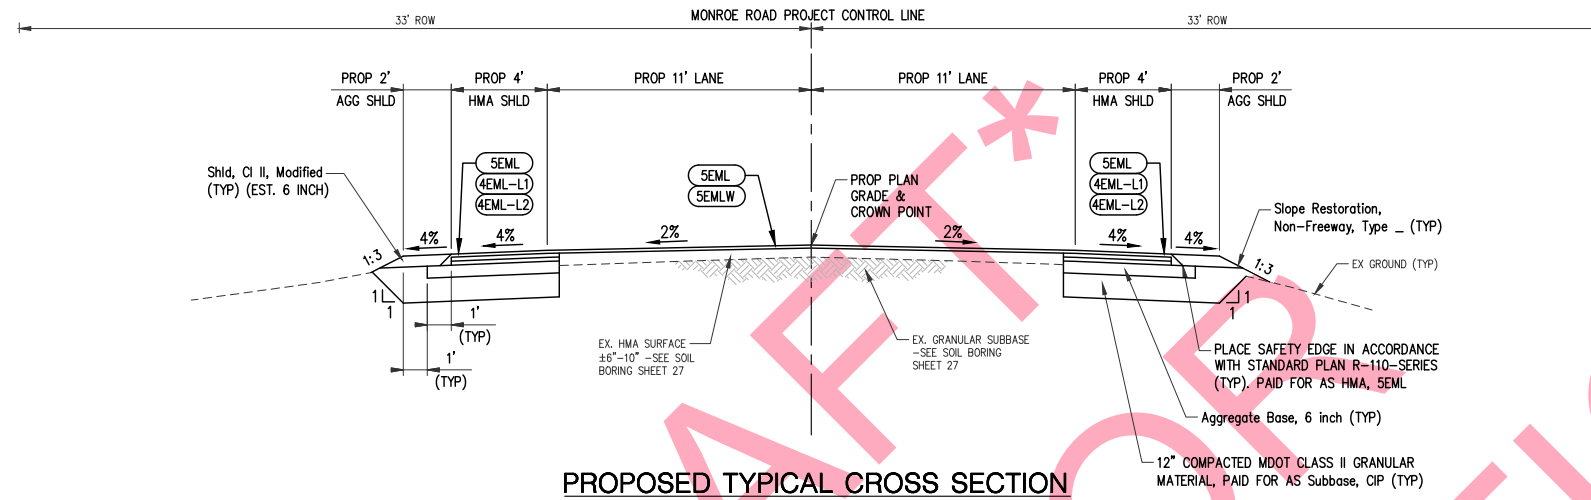 MONROE ROAD PROJECT CONTROL LINE
33' ROW
33' ROW
PROP 2'
AGG SHLD
PROP 4'
HMA SHLD
PROP 11' LANE
PROP 11' LANE
PROP 4'
HMA SHLD
PROP 2'
AGG SHLD
Shld, Cl II, Modified
(TYP) (EST. 6 INCH)
5EML
4EML-L1
4EML-L2
5EML
5EMLW
PROP PLAN
GRADE &
CROWN POINT
5EML
4EML-L1
4EML-L2
Slope Restoration,
Non-Freeway, Type _ (TYP)
4%
4%
2%
2%
4%
4%
1:3
1:3
EX GROUND (TYP)
1
1
1
1
1'
(TYP)
1'
(TYP)
EX. HMA SURFACE
±6"-10" -SEE SOIL
BORING SHEET 27
EX. GRANULAR SUBBASE
-SEE SOIL BORING
SHEET 27
PLACE SAFETY EDGE IN ACCORDANCE
WITH STANDARD PLAN R-110-SERIES
(TYP). PAID FOR AS HMA, 5EML
Aggregate Base, 6 inch (TYP)
12" COMPACTED MDOT CLASS II GRANULAR
MATERIAL, PAID FOR AS Subbase, CIP (TYP)
PROPOSED TYPICAL CROSS SECTION
AFT*
OR